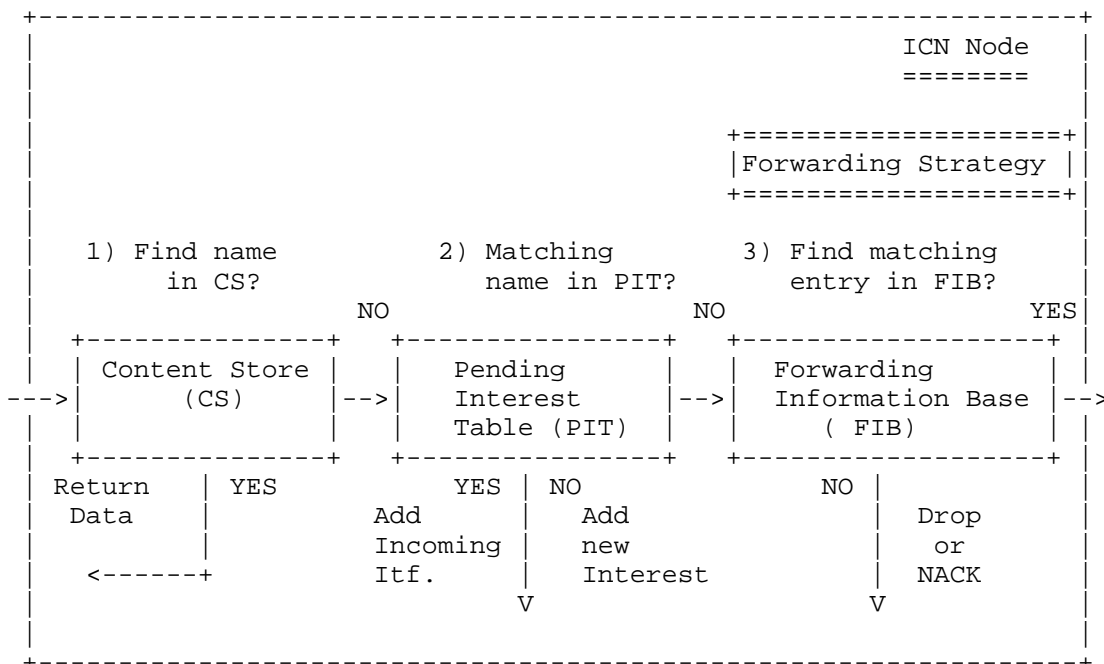 ICN Node
========
Forwarding Strategy
1) Find name 2) Matching 3) Find matching
in CS? name in PIT? entry in FIB?
NO NO YES
Content Store Pending Forwarding
(CS) Interest Information Base
Table (PIT) ( FIB)
Return YES YES NO NO
Data Add Add Drop
Incoming new or
Itf. Interest NACK
V V